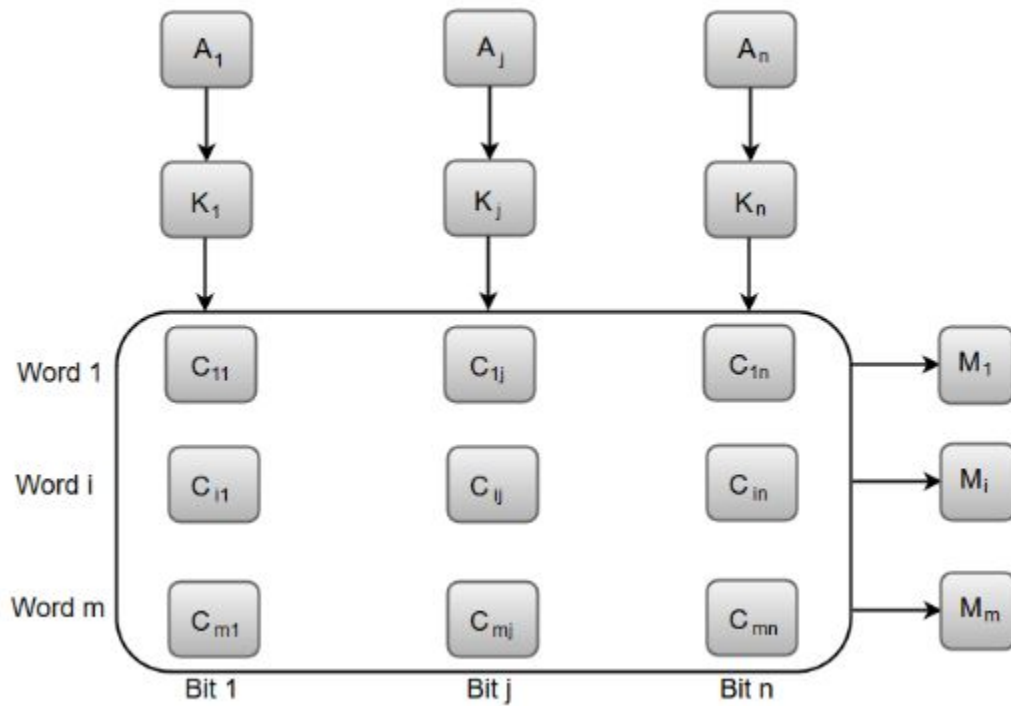 A₁ Aⱼ Aₙ
K₁ Kⱼ Kₙ
Word 1 C₁₁ C₁ⱼ C₁ₙ M₁
Word i Cᵢ₁ Cᵢⱼ Cᵢₙ Mᵢ
Word m Cₘ₁ Cₘⱼ Cₘₙ Mₘ
Bit 1 Bit j Bit n